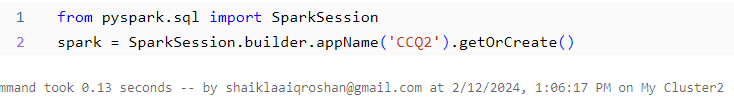 1 from pyspark.sql import SparkSession
2 spark = SparkSession.builder.appName('CCQ2').getOrCreate()
mmand took 0.13 seconds -- by shaiklaaiqroshan@gmail.com at 2/12/2024, 1:06:17 PM on My Cluster2